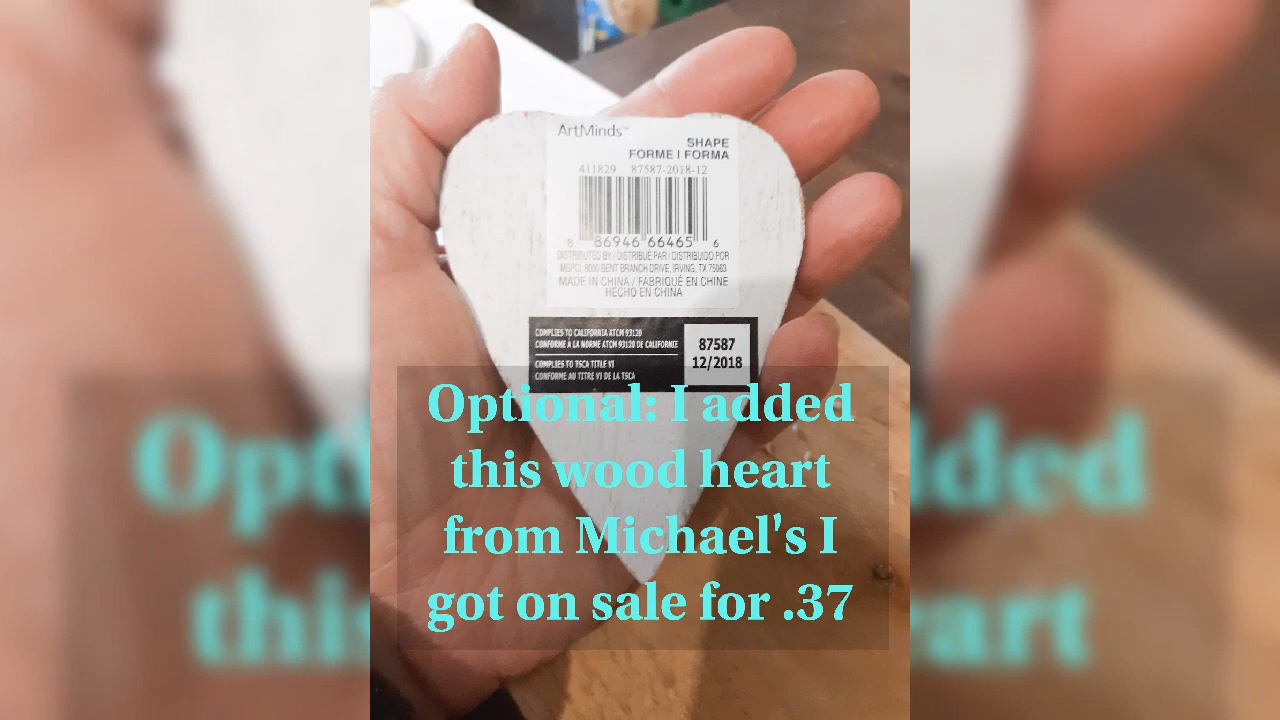 ArtMinds™
SHAPE
FORME | FORMA
411829 87587-2018-12
8 86946 66465 6
DISTRIBUTED BY / DISTRIBUÉ PAR / DISTRIBUIDO POR
MSPCI, 8000 BENT BRANCH DRIVE, IRVING, TX 75063
MADE IN CHINA / FABRIQUÉ EN CHINE
HECHO EN CHINA
COMPLIES TO CALIFORNIA ATCM 93120
CONFORME À LA NORME ATCM 93120 DE CALIFORNIE
COMPLIES TO TSCA TITLE VI
CONFORME AU TITRE VI DE LA TSCA
87587
12/2018
Optional: I added
this wood heart
from Michael's I
got on sale for .37